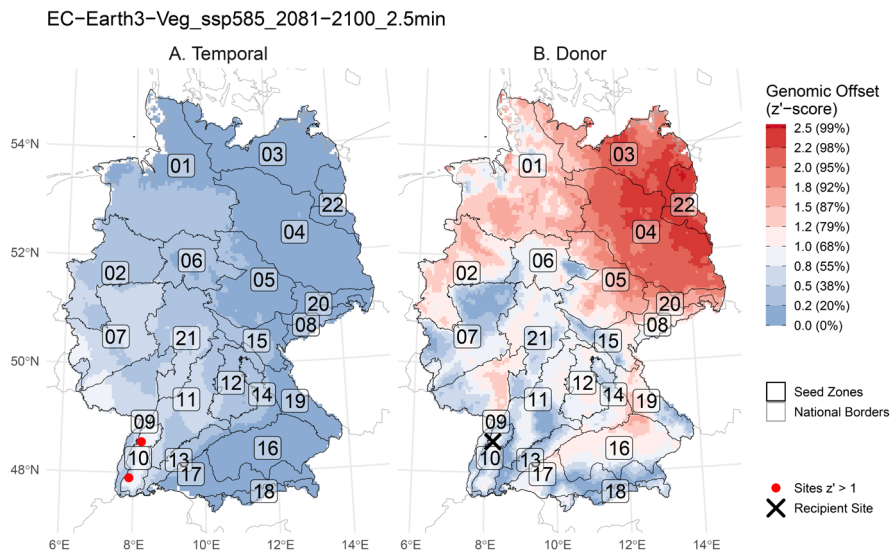 EC−Earth3−Veg_ssp585_2081−2100_2.5min
A. Temporal
B. Donor
54°N
52°N
50°N
48°N
01
03
22
04
06
02
05
20
08
07
21
15
12
14
19
11
09
10
13
17
16
18
01
03
22
04
06
02
05
20
08
07
21
15
12
14
19
11
09
10
13
17
16
18
6°E
8°E
10°E
12°E
14°E
6°E
8°E
10°E
12°E
14°E
Genomic Offset
(z'−score)
2.5 (99%)
2.2 (98%)
2.0 (95%)
1.8 (92%)
1.5 (87%)
1.2 (79%)
1.0 (68%)
0.8 (55%)
0.5 (38%)
0.2 (20%)
0.0 (0%)
Seed Zones
National Borders
Sites z' > 1
Recipient Site